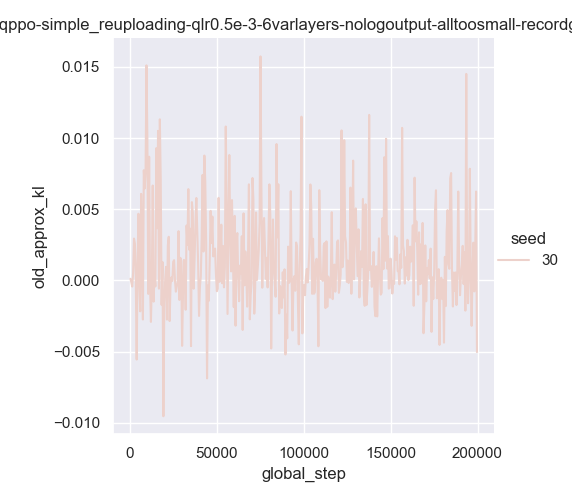 qppo-simple_reuploading-qlr0.5e-3-6varlayers-nologoutput-alltoosmall-recordg
0.015
0.010
0.005
0.000
−0.005
−0.010
old_approx_kl
0 50000 100000 150000 200000
global_step
seed
30